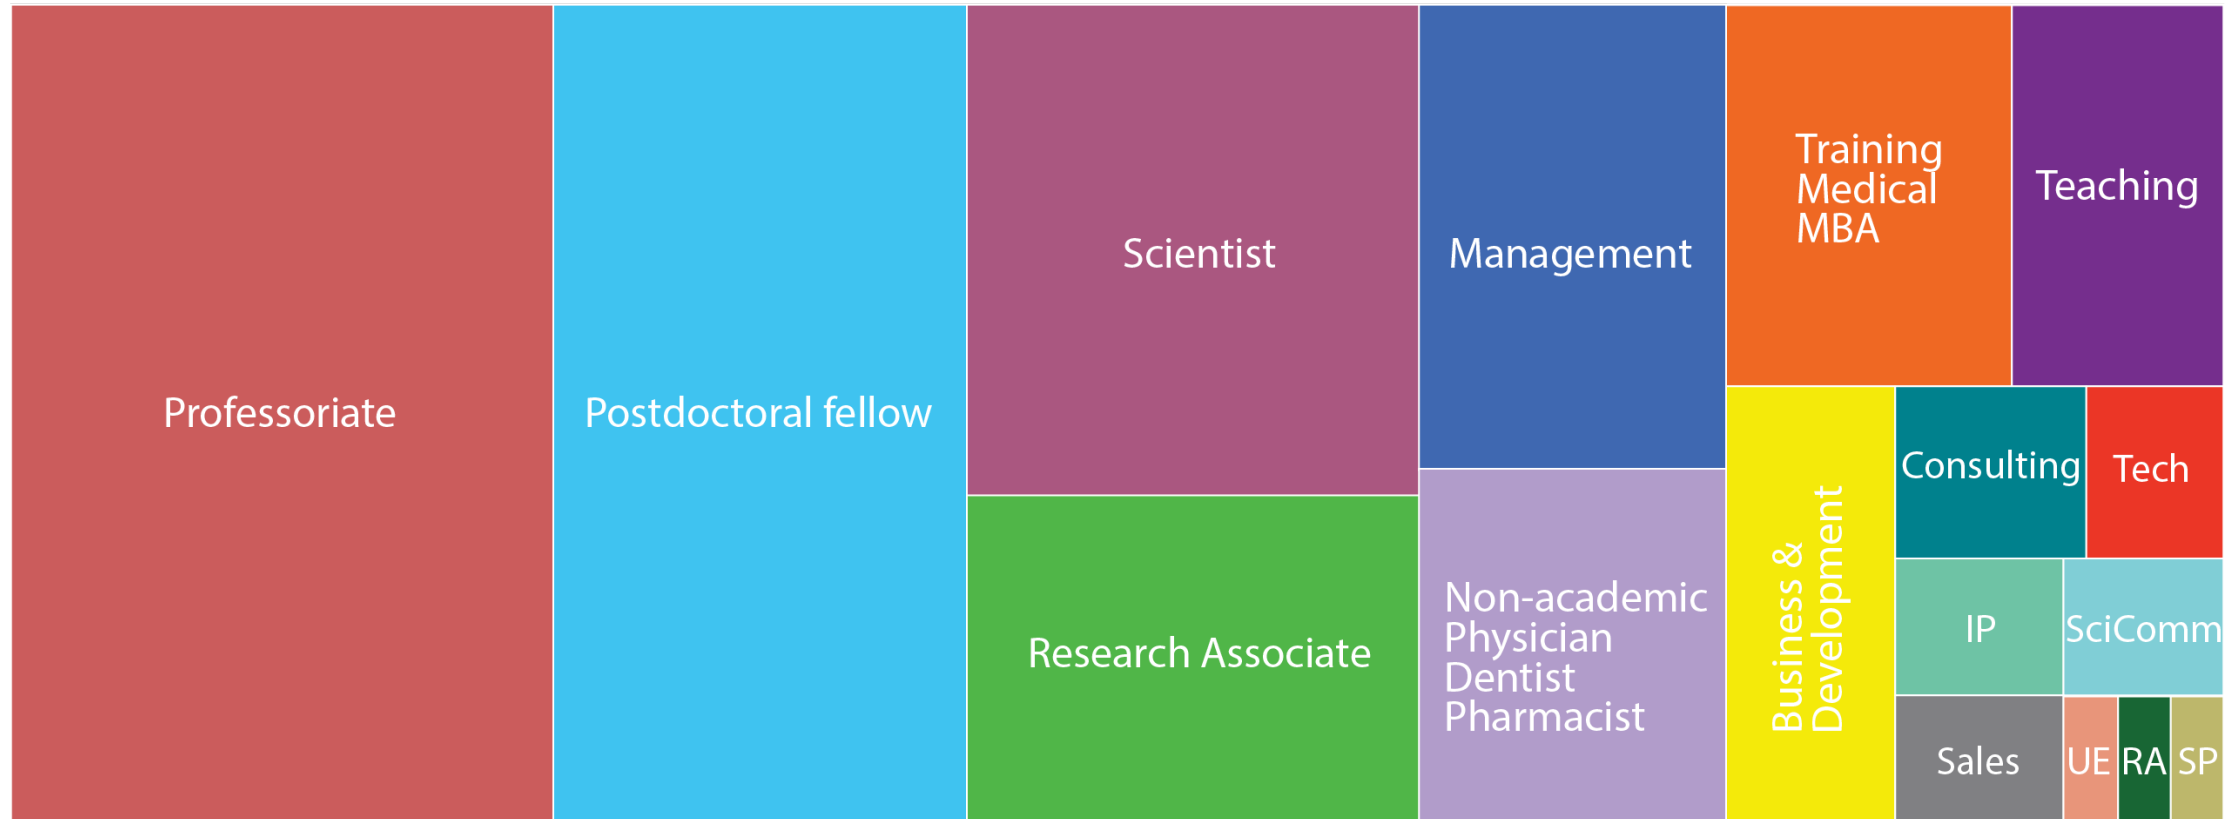 Professoriate
Postdoctoral fellow
Scientist
Research Associate
Management
Non-academic
Physician
Dentist
Pharmacist
Training
Medical
MBA
Teaching
Business &
Development
Consulting
Tech
IP
SciComm
Sales
UE
RA
SP